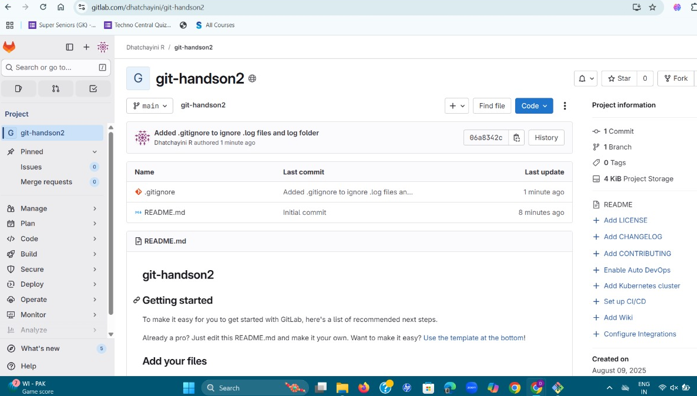 gitlab.com/dhatchayini/git-handson2
Super Seniors (GK) -...
Techno Central Quiz...
All Courses
Search or go to...
Dhatchayini R / git-handson2
G git-handson2
Star 0
Fork
main
git-handson2
Find file
Code
Project
G git-handson2
Pinned
Issues 0
Merge requests 0
Manage
Plan
Code
Build
Secure
Deploy
Operate
Monitor
Analyze
What's new 5
Help
Added .gitignore to ignore .log files and log folder
Dhatchayini R authored 1 minute ago
06a8342c
History
Name Last commit Last update
.gitignore Added .gitignore to ignore .log files an... 1 minute ago
README.md Initial commit 8 minutes ago
README.md
git-handson2
Getting started
To make it easy for you to get started with GitLab, here's a list of recommended next steps.
Already a pro? Just edit this README.md and make it your own. Want to make it easy? Use the template at the bottom!
Add your files
Project information
1 Commit
1 Branch
0 Tags
4 KiB Project Storage
README
Add LICENSE
Add CHANGELOG
Add CONTRIBUTING
Enable Auto DevOps
Add Kubernetes cluster
Set up CI/CD
Add Wiki
Configure Integrations
Created on
August 09, 2025
WI - PAK
Game score
Search
ENG
IN